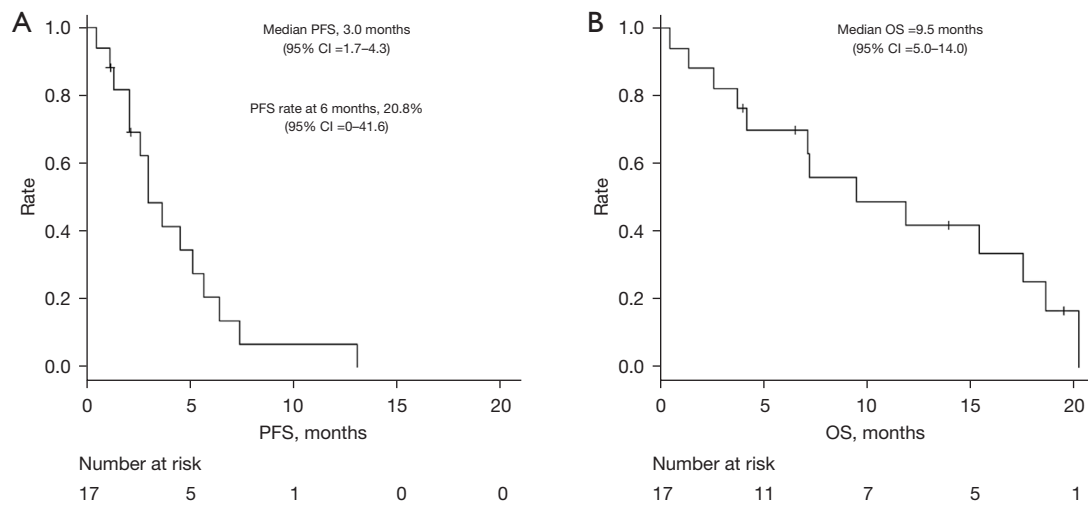 A
Median PFS, 3.0 months
(95% CI =1.7–4.3)
PFS rate at 6 months, 20.8%
(95% CI =0–41.6)
1.0
0.8
0.6
0.4
0.2
0.0
Rate
0 5 10 15 20
PFS, months
Number at risk
17 5 1 0 0
B
Median OS =9.5 months
(95% CI =5.0–14.0)
1.0
0.8
0.6
0.4
0.2
0.0
Rate
0 5 10 15 20
OS, months
Number at risk
17 11 7 5 1